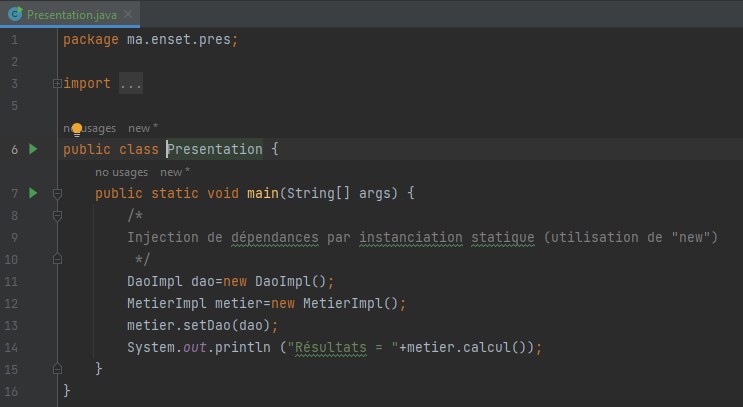 Presentation.java
1 package ma.enset.pres;
2
3 import ...
5
no usages new *
6 public class Presentation {
no usages new *
7 public static void main(String[] args) {
8 /*
9 Injection de dépendances par instanciation statique (utilisation de "new")
10 */
11 DaoImpl dao=new DaoImpl();
12 MetierImpl metier=new MetierImpl();
13 metier.setDao(dao);
14 System.out.println ("Résultats = "+metier.calcul());
15 }
16 }